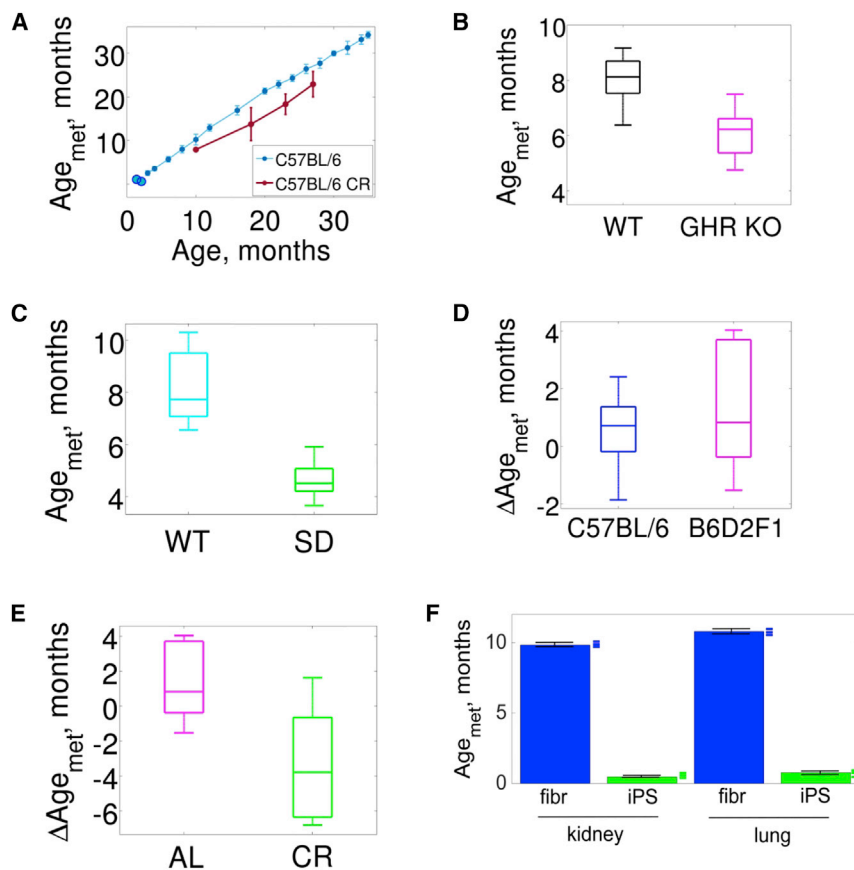 A
Age_met, months
30
20
10
0
10
20
30
Age, months
C57BL/6
C57BL/6 CR
B
Age_met, months
10
8
6
4
WT
GHR KO
C
Age_met, months
10
8
6
4
WT
SD
D
ΔAge_met, months
4
2
0
-2
C57BL/6
B6D2F1
E
ΔAge_met, months
4
2
0
-2
-4
-6
AL
CR
F
Age_met, months
10
5
0
fibr
iPS
fibr
iPS
kidney
lung